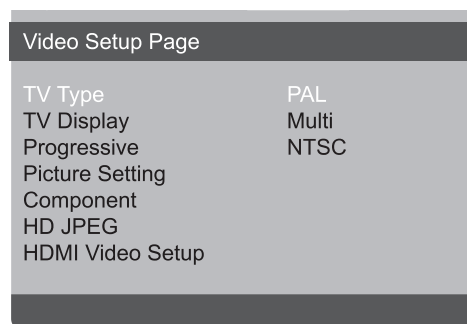 Video Setup Page
TV Type PAL
TV Display Multi
Progressive NTSC
Picture Setting
Component
HD JPEG
HDMI Video Setup